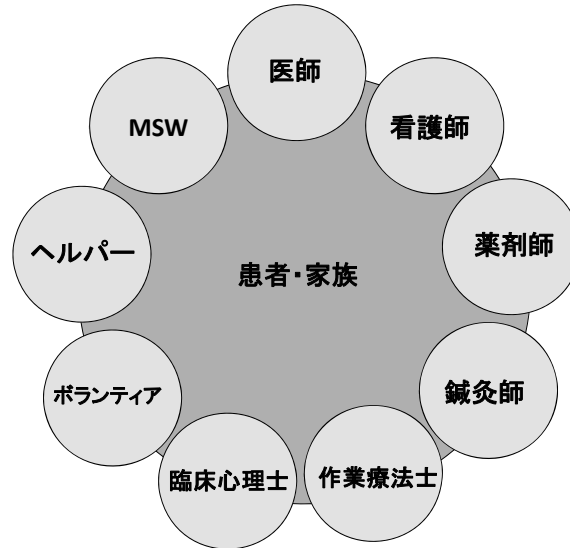 医師
看護師
薬剤師
鍼灸師
作業療法士
臨床心理士
ボランティア
ヘルパー
MSW
患者・家族